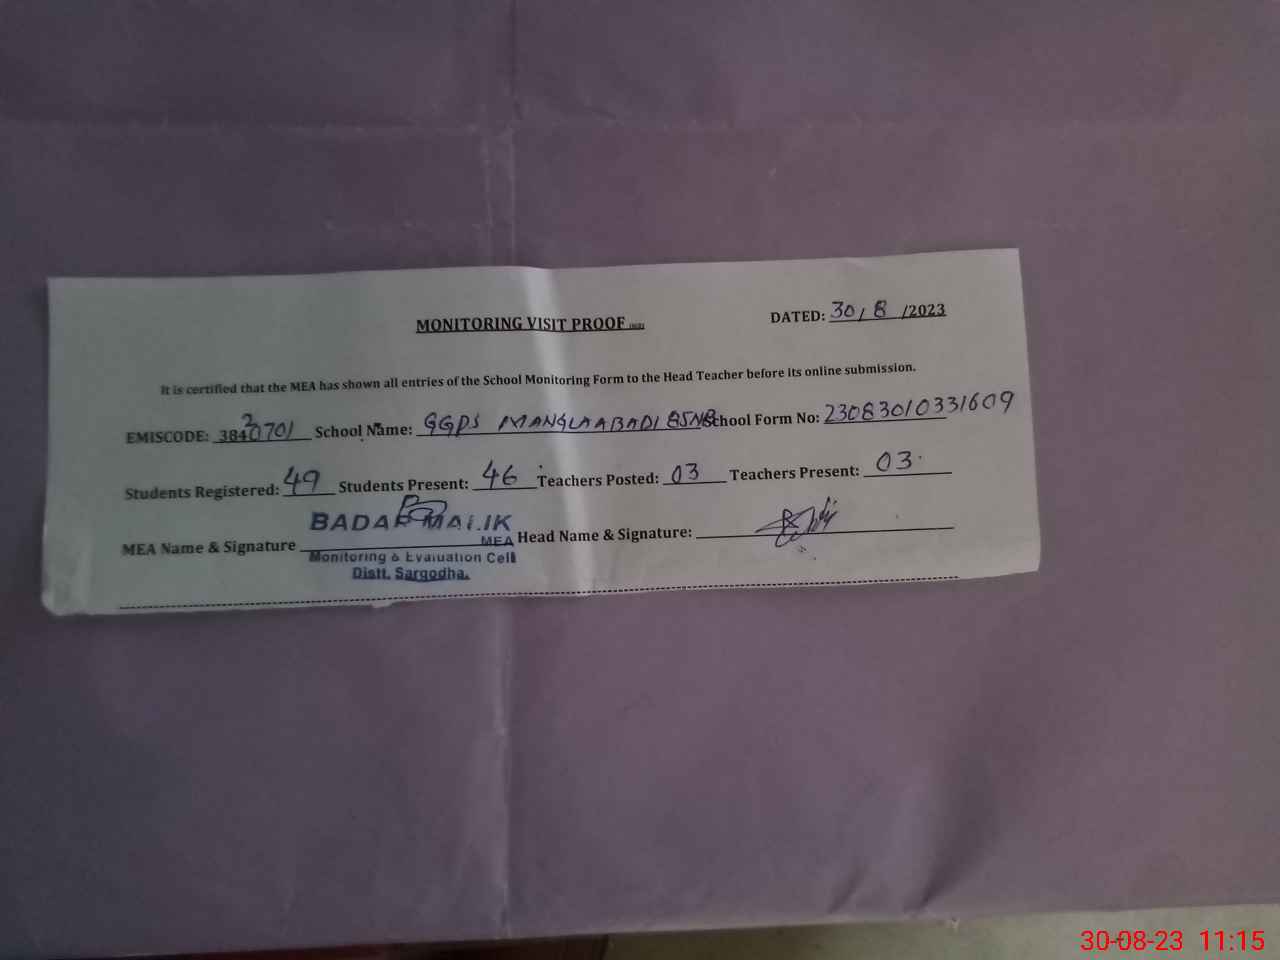 MONITORING VISIT PROOF
DATED: 30/8/2023
It is certified that the MEA has shown all entries of the School Monitoring Form to the Head Teacher before its online submission.
EMISCODE: School Name: GGPS MANGLAABAD School Form No: 23083010331609
Students Registered: 49 Students Present: 46 Teachers Posted: 03 Teachers Present: 03
BADAR MALIK
MEA Name & Signature MEA Head Name & Signature:
Monitoring & Evaluation Cell
Distt. Sargodha.
30-08-23 11:15